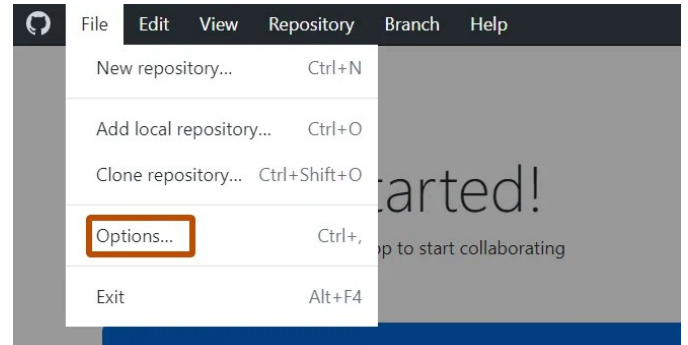 File Edit View Repository Branch Help
New repository... Ctrl+N
Add local repository... Ctrl+O
Clone repository... Ctrl+Shift+O
Options... Ctrl+,
to start collaborating
Exit Alt+F4